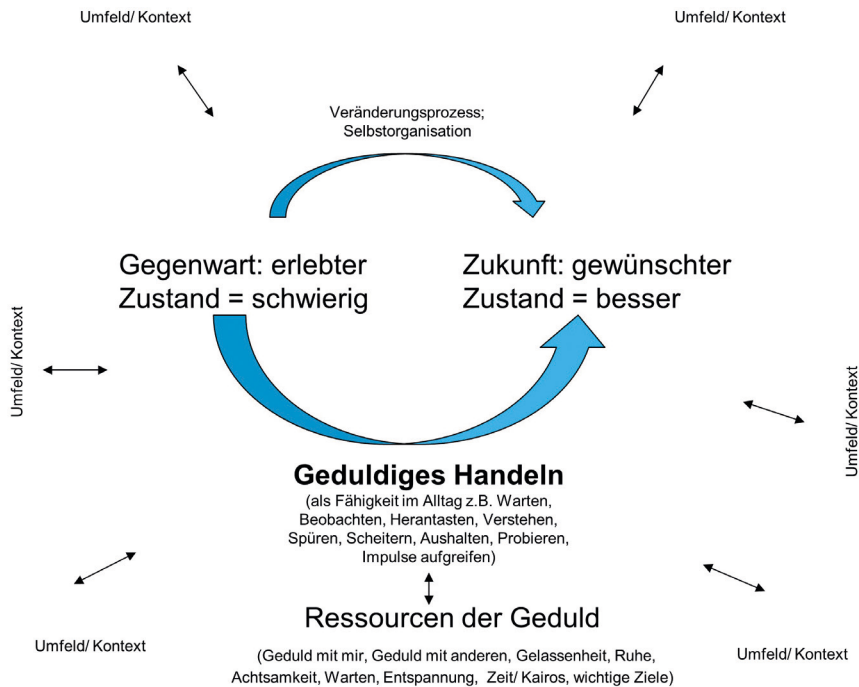 Umfeld/ Kontext
Umfeld/ Kontext
Veränderungsprozess;
Selbstorganisation
Gegenwart: erlebter
Zustand = schwierig
Zukunft: gewünschter
Zustand = besser
Umfeld/ Kontext
Umfeld/ Kontext
Geduldiges Handeln
(als Fähigkeit im Alltag z.B. Warten,
Beobachten, Herantasten, Verstehen,
Spüren, Scheitern, Aushalten, Probieren,
Impulse aufgreifen)
Ressourcen der Geduld
Umfeld/ Kontext
Umfeld/ Kontext
(Geduld mit mir, Geduld mit anderen, Gelassenheit, Ruhe,
Achtsamkeit, Warten, Entspannung, Zeit/ Kairos, wichtige Ziele)